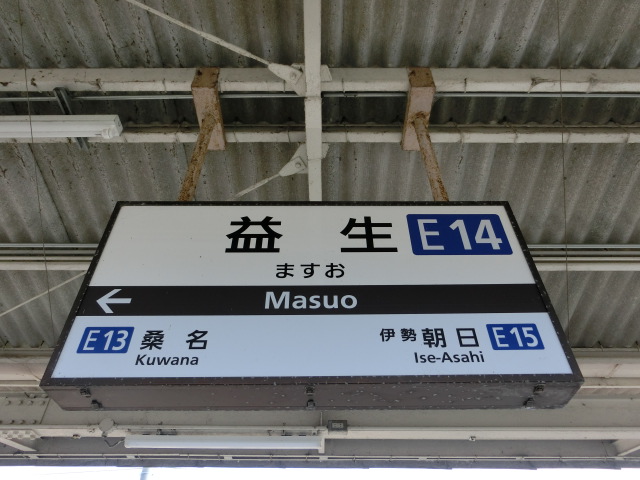 益生 E14
ますお
← Masuo
E13 桑名 伊勢朝日 E15
Kuwana Ise-Asahi